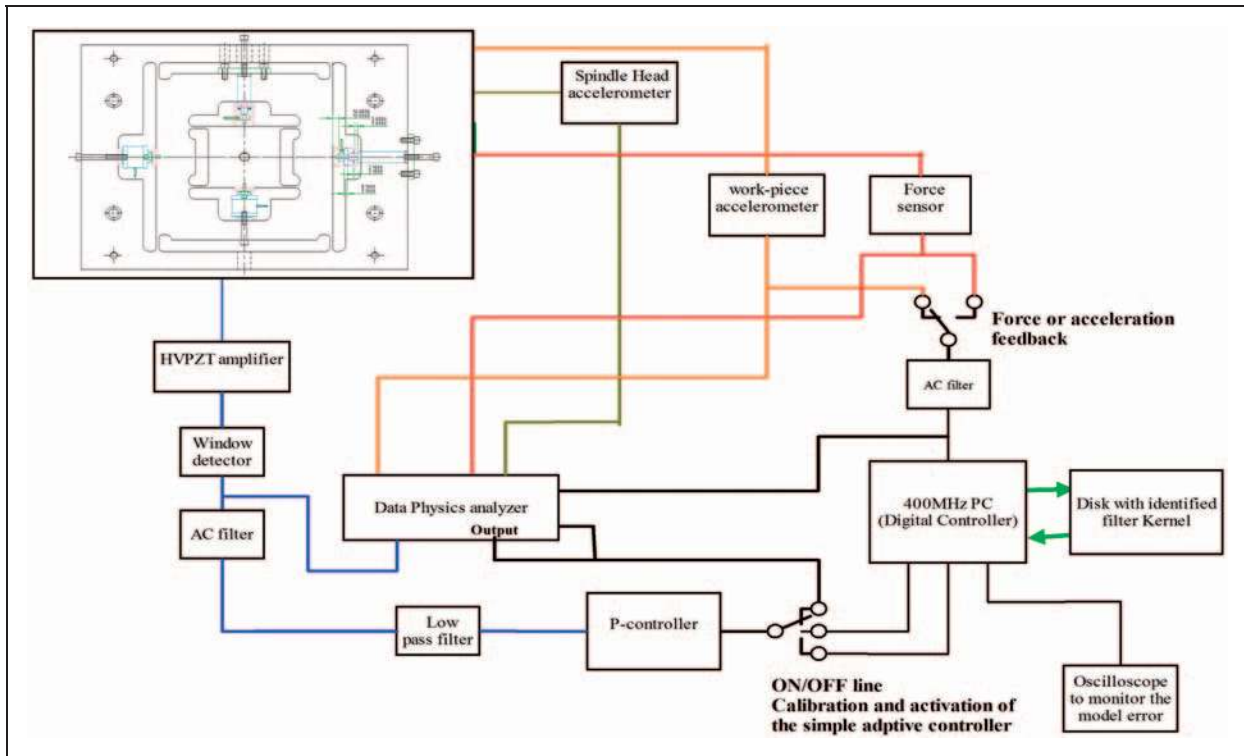 Spindle Head
accelerometer
work-piece
accelerometer
Force
sensor
Force or acceleration
feedback
HVPZT amplifier
AC filter
Window
detector
Data Physics analyzer
Output
400MHz PC
(Digital Controller)
Disk with identified
filter Kernel
AC filter
Low
pass filter
P-controller
ON/OFF line
Calibration and activation of
the simple adptive controller
Oscilloscope
to monitor the
model error